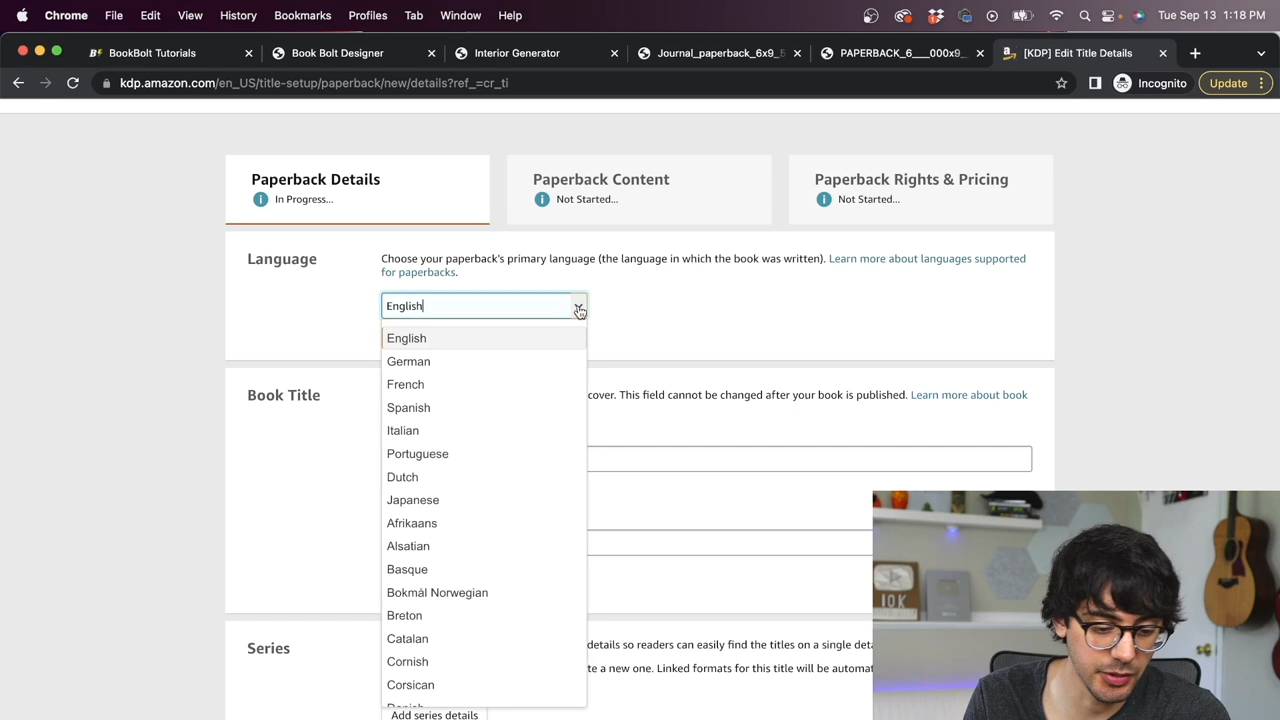 Chrome File Edit View History Bookmarks Profiles Tab Window Help Tue Sep 13 1:18 PM
BookBolt Tutorials Book Bolt Designer Interior Generator Journal_paperback_6x9_5 PAPERBACK_6___000x9_ [KDP] Edit Title Details
kdp.amazon.com/en_US/title-setup/paperback/new/details?ref_=cr_ti Incognito Update
Paperback Details Paperback Content Paperback Rights & Pricing
In Progress... Not Started... Not Started...
Language Choose your paperback's primary language (the language in which the book was written). Learn more about languages supported
for paperbacks.
English
English
German
French
Book Title cover. This field cannot be changed after your book is published. Learn more about book
Spanish
Italian
Portuguese
Dutch
Japanese
Afrikaans
Alsatian
Basque
Bokmål Norwegian
Breton
Catalan
Series details so readers can easily find the titles on a single
Cornish
te a new one. Linked formats for this title will be
Corsican
Add series details
10K